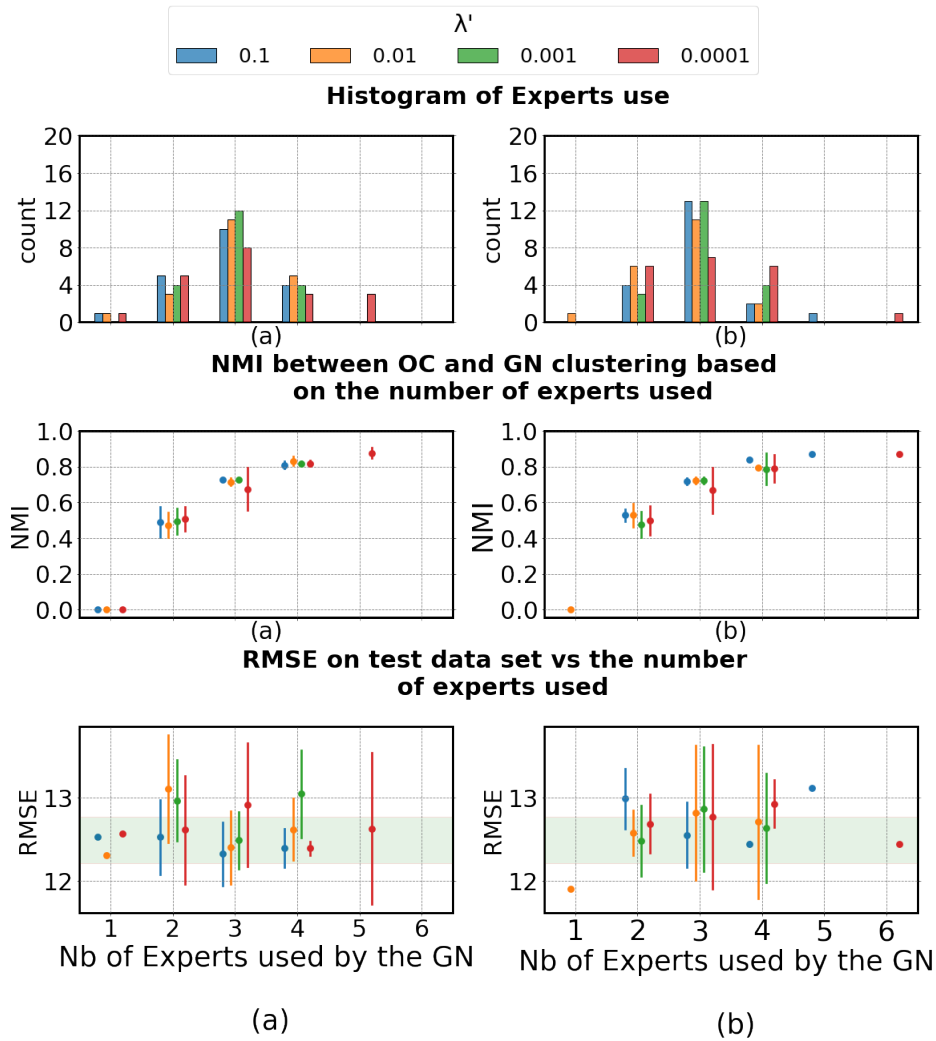 λ'
0.1 0.01 0.001 0.0001
Histogram of Experts use
20
16
12
8
4
0
count
(a)
20
16
12
8
4
0
count
(b)
NMI between OC and GN clustering based
on the number of experts used
1.0
0.8
0.6
0.4
0.2
0.0
NMI
(a)
1.0
0.8
0.6
0.4
0.2
0.0
NMI
(b)
RMSE on test data set vs the number
of experts used
13
12
RMSE
1 2 3 4 5 6
Nb of Experts used by the GN
(a)
13
12
RMSE
1 2 3 4 5 6
Nb of Experts used by the GN
(b)